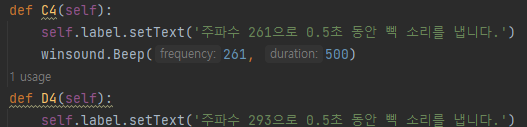 def C4(self):
self.label.setText('주파수 261으로 0.5초 동안 삑 소리를 냅니다.')
winsound.Beep( frequency: 261, duration: 500)
1 usage
def D4(self):
self.label.setText('주파수 293으로 0.5초 동안 삑 소리를 냅니다.')